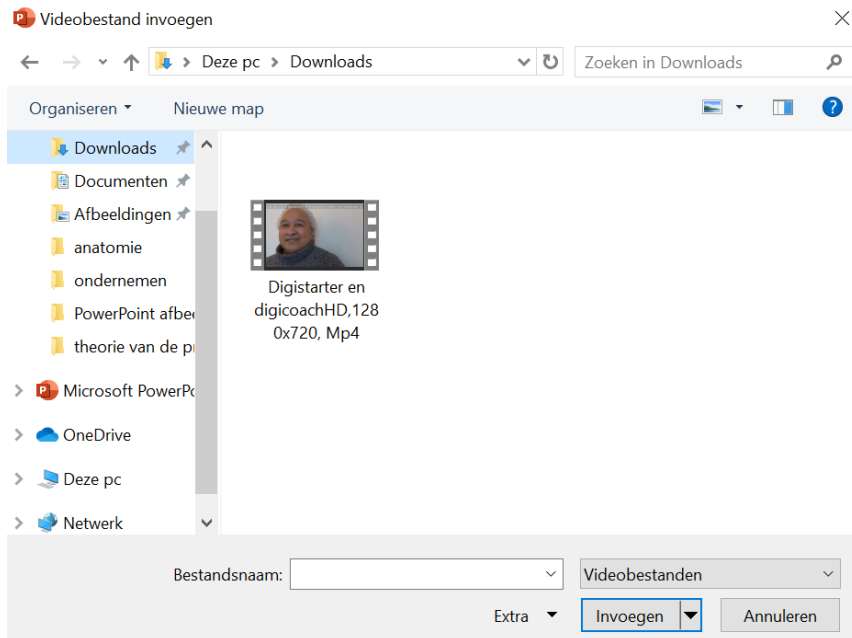 Videobestand invoegen
Deze pc > Downloads
Zoeken in Downloads
Organiseren
Nieuwe map
Downloads
Documenten
Afbeeldingen
anatomie
ondernemen
PowerPoint afbee
theorie van de pr
Microsoft PowerPo
OneDrive
Deze pc
Netwerk
Digistarter en
digicoachHD,128
0x720, Mp4
Bestandsnaam:
Videobestanden
Extra
Invoegen
Annuleren